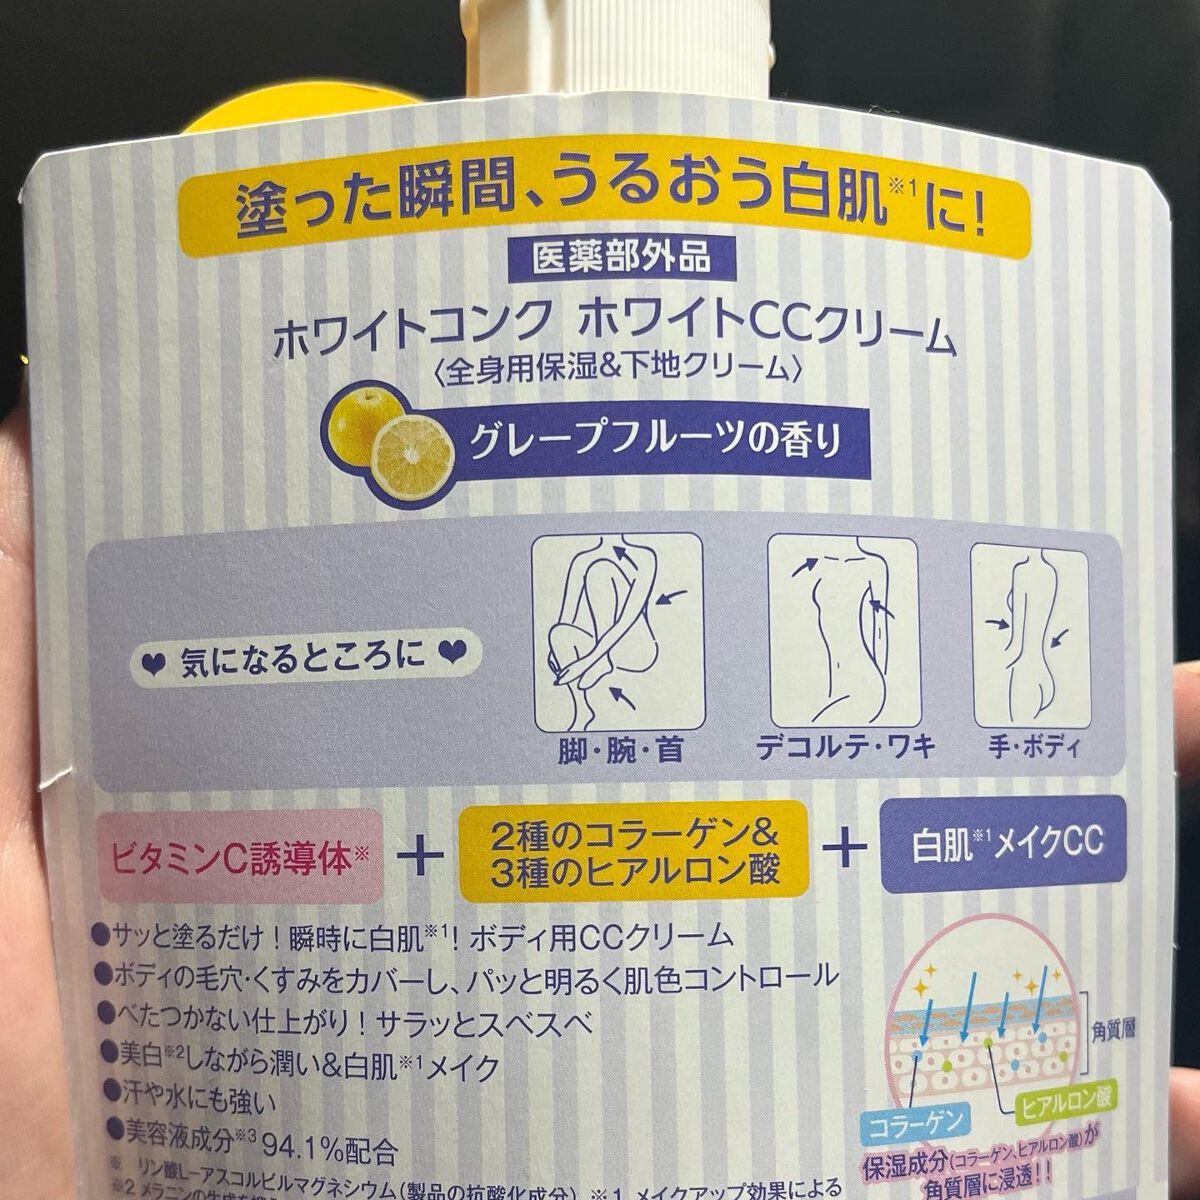 塗った瞬間、うるおう白肌※1に!
医薬部外品
ホワイトコンク ホワイトCCクリーム
〈全身用保湿&下地クリーム〉
グレープフルーツの香り
♥ 気になるところに ♥
脚・腕・首
デコルテ・ワキ
手・ボディ
ビタミンC誘導体※
+
2種のコラーゲン&
3種のヒアルロン酸
+
白肌※1メイクCC
●サッと塗るだけ!瞬時に白肌※1!ボディ用CCクリーム
●ボディの毛穴・くすみをカバーし、パッと明るく肌色コントロール
●べたつかない仕上がり!サラッとスベスベ
●美白※2しながら潤い&白肌※1メイク
●汗や水にも強い
●美容液成分※3 94.1%配合
角質層
コラーゲン
ヒアルロン酸
保湿成分(コラーゲン、ヒアルロン酸)が
角質層に浸透!!
※ リン酸L-アスコルビルマグネシウム(製品の抗酸化成分) ※1 メイクアップ効果による
※2 メラニンの生成を